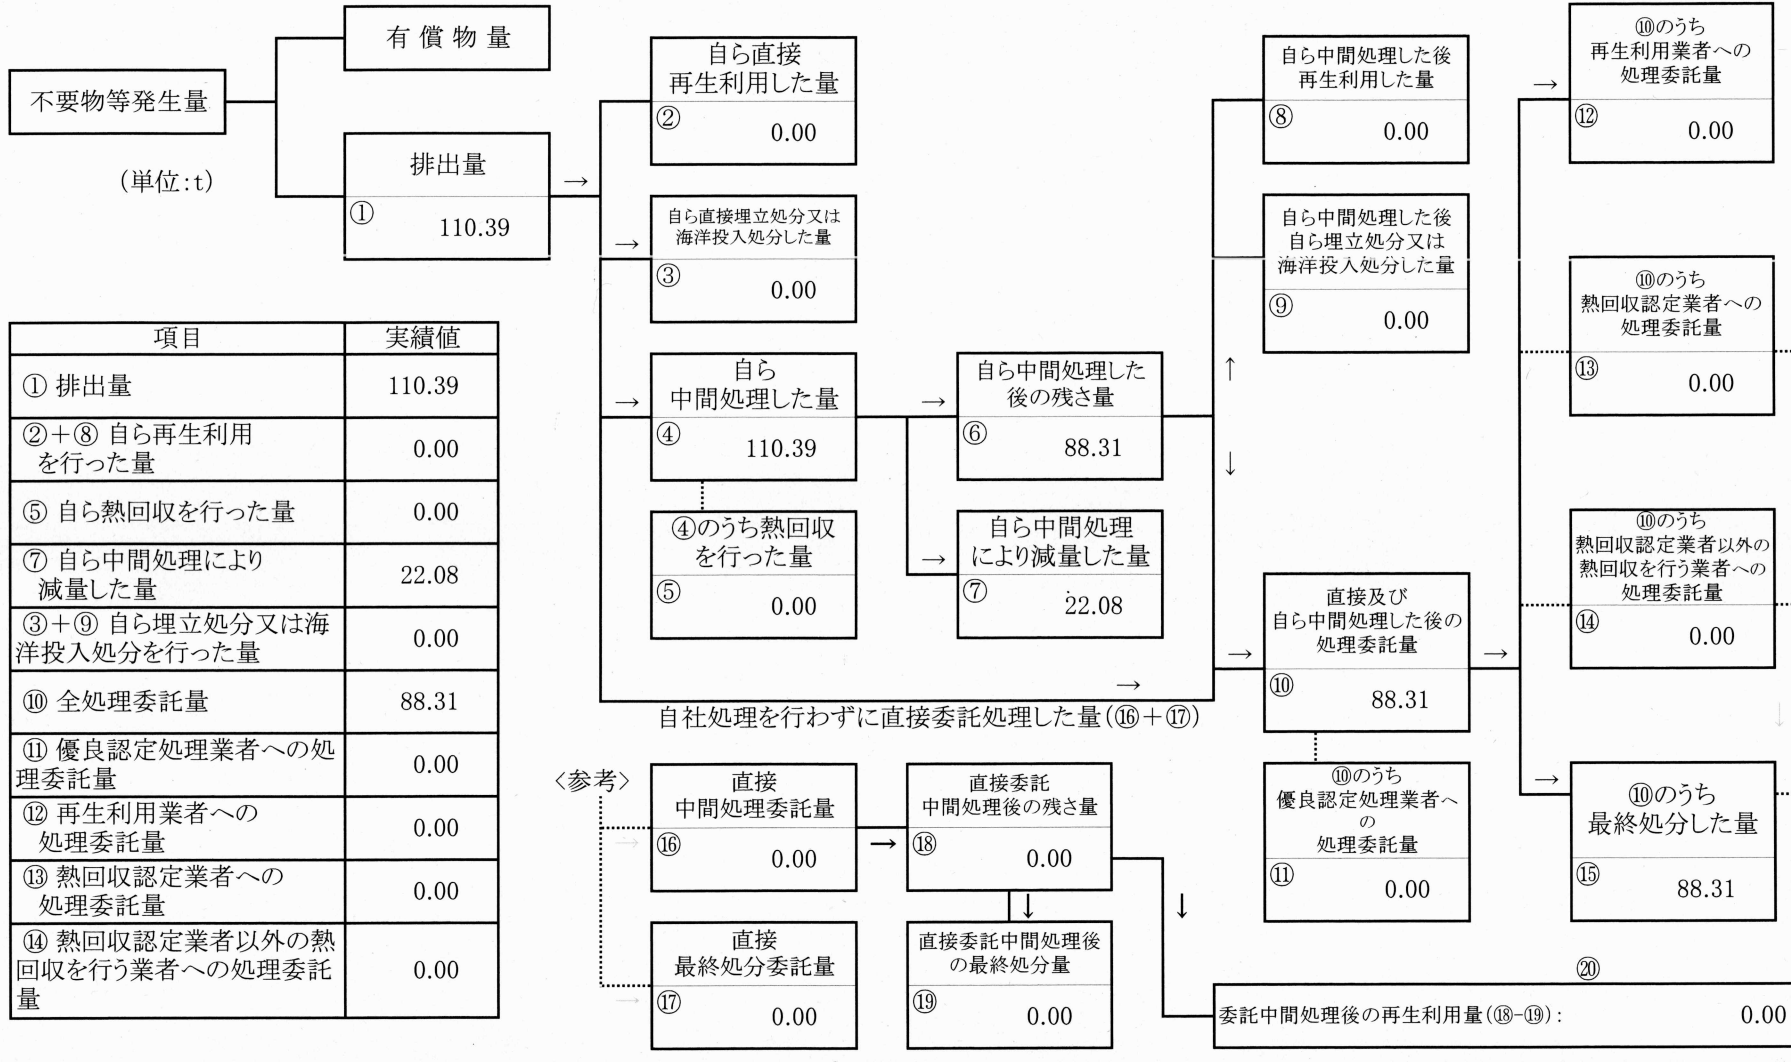 不要物等発生量
(単位:t)
有償物量
排出量
①
110.39
→
自ら直接
再生利用した量
②
0.00
自ら直接埋立処分又は
海洋投入処分した量
→
③
0.00
自ら
中間処理した量
→
④
110.39
④のうち熱回収
を行った量
⑤
0.00
自ら中間処理した
後の残さ量
→
⑥
88.31
自ら中間処理
により減量した量
→
⑦
22.08
→
自社処理を行わずに直接委託処理した量(⑯+⑰)
自ら中間処理した後
再生利用した量
⑧
0.00
自ら中間処理した後
自ら埋立処分又は
海洋投入処分した量
⑨
0.00
↑
↓
直接及び
自ら中間処理した後の
処理委託量
→
→
⑩
88.31
⑩のうち
優良認定処理業者へ
の
処理委託量
⑪
0.00
⑩のうち
再生利用業者への
処理委託量
→
⑫
0.00
⑩のうち
熱回収認定業者への
処理委託量
⑬
0.00
⑩のうち
熱回収認定業者以外の
熱回収を行う業者への
処理委託量
⑭
0.00
↓
→
⑩のうち
最終処分した量
⑮
88.31
項目 実績値
① 排出量 110.39
②+⑧ 自ら再生利用
を行った量 0.00
⑤ 自ら熱回収を行った量 0.00
⑦ 自ら中間処理により
減量した量 22.08
③+⑨ 自ら埋立処分又は海
洋投入処分を行った量 0.00
⑩ 全処理委託量 88.31
⑪ 優良認定処理業者への処
理委託量 0.00
⑫ 再生利用業者への
処理委託量 0.00
⑬ 熱回収認定業者への
処理委託量 0.00
⑭ 熱回収認定業者以外の熱
回収を行う業者への処理委託
量 0.00
<参考>
直接
中間処理委託量
→
⑯
0.00
→
直接委託
中間処理後の残さ量
⑱
0.00
↓
↓
直接
最終処分委託量
→
⑰
0.00
直接委託中間処理後
の最終処分量
⑲
0.00
⑳
委託中間処理後の再生利用量(⑱-⑲): 0.00